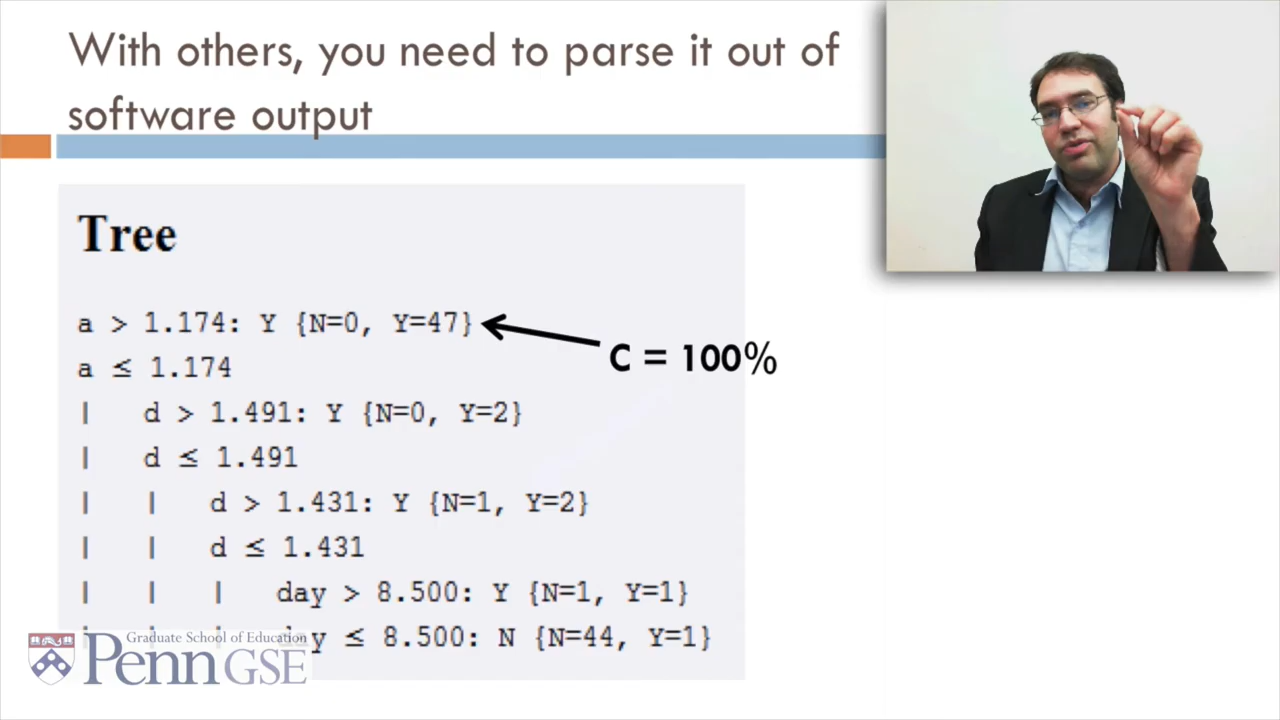 With others, you need to parse it out of
software output
Tree
a > 1.174: Y {N=0, Y=47}
C = 100%
a ≤ 1.174
| d > 1.491: Y {N=0, Y=2}
| d ≤ 1.491
| | d > 1.431: Y {N=1, Y=2}
| | d ≤ 1.431
| | | day > 8.500: Y {N=1, Y=1}
| | | day ≤ 8.500: N {N=44, Y=1}
Graduate School of Education
Penn GSE